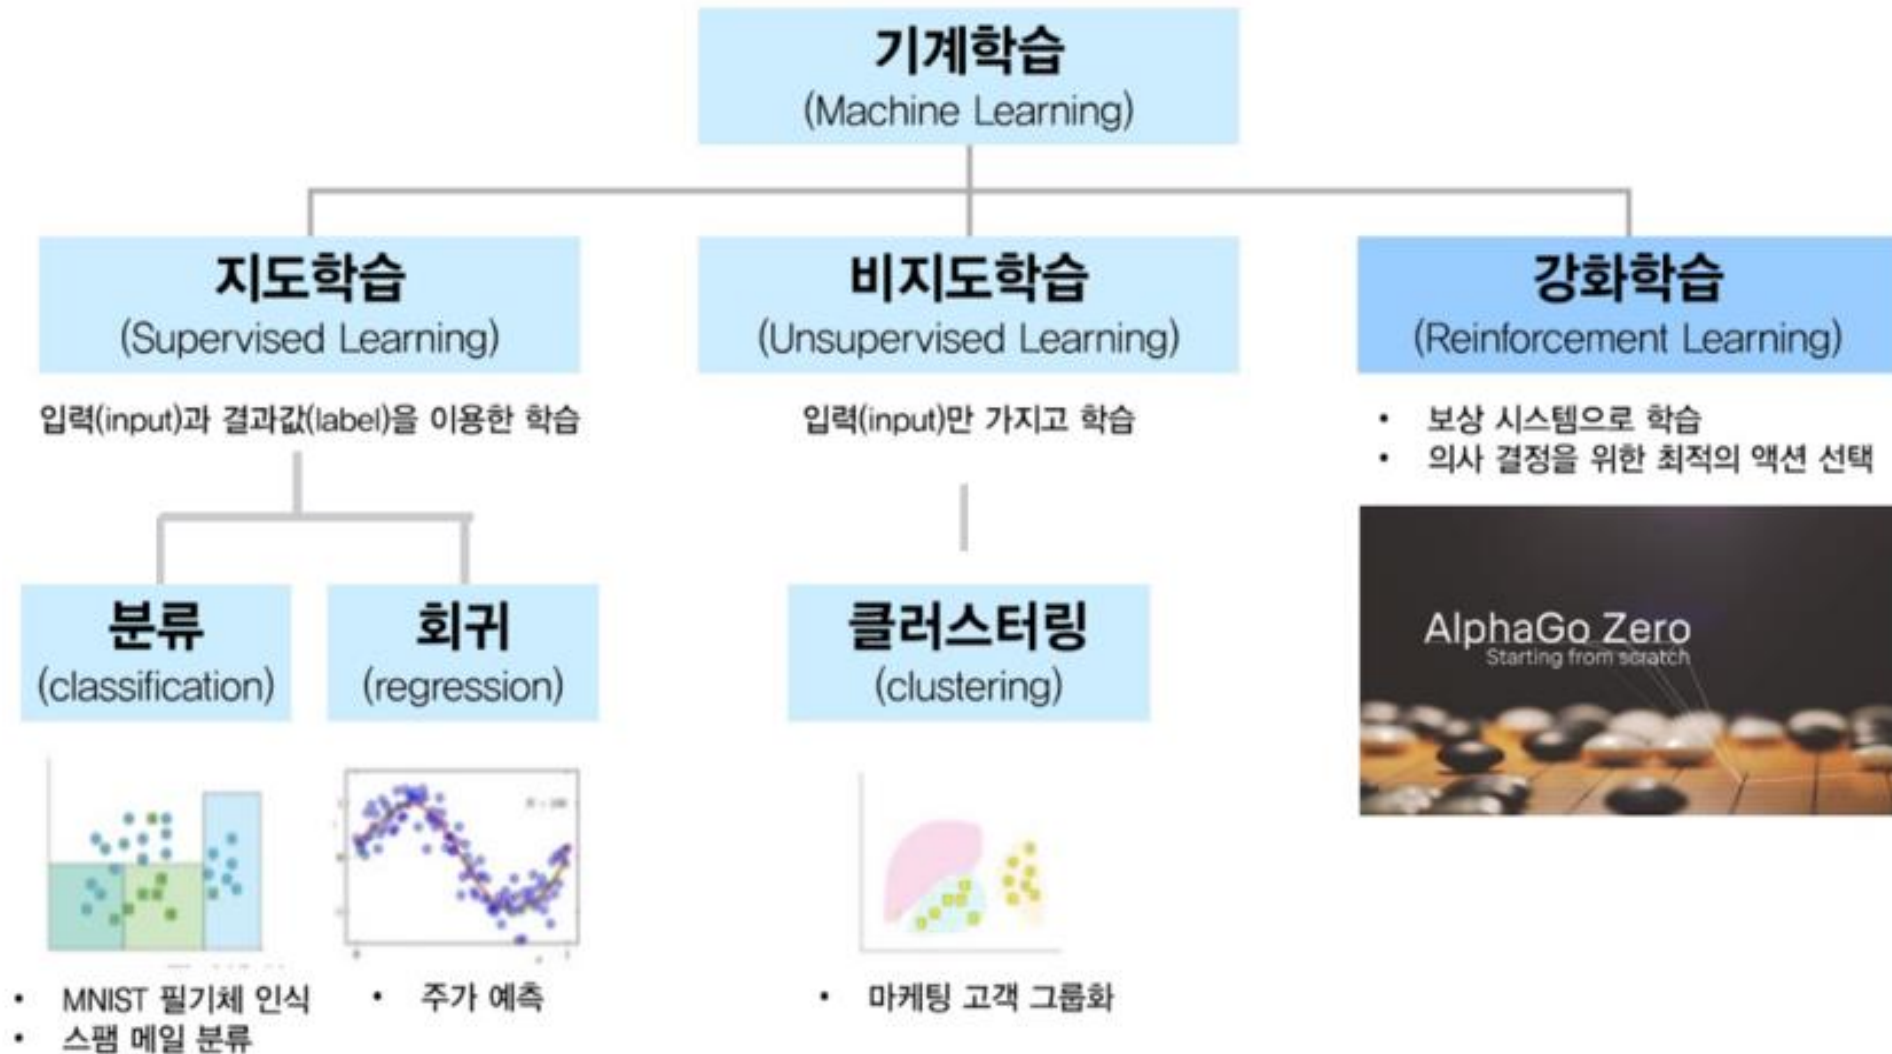 기계학습
(Machine Learning)
지도학습
(Supervised Learning)
입력(input)과 결과값(label)을 이용한 학습
비지도학습
(Unsupervised Learning)
입력(input)만 가지고 학습
강화학습
(Reinforcement Learning)
• 보상 시스템으로 학습
• 의사 결정을 위한 최적의 액션 선택
분류
(classification)
회귀
(regression)
클러스터링
(clustering)
AlphaGo Zero
Starting from scratch
• MNIST 필기체 인식
• 스팸 메일 분류
• 주가 예측
• 마케팅 고객 그룹화